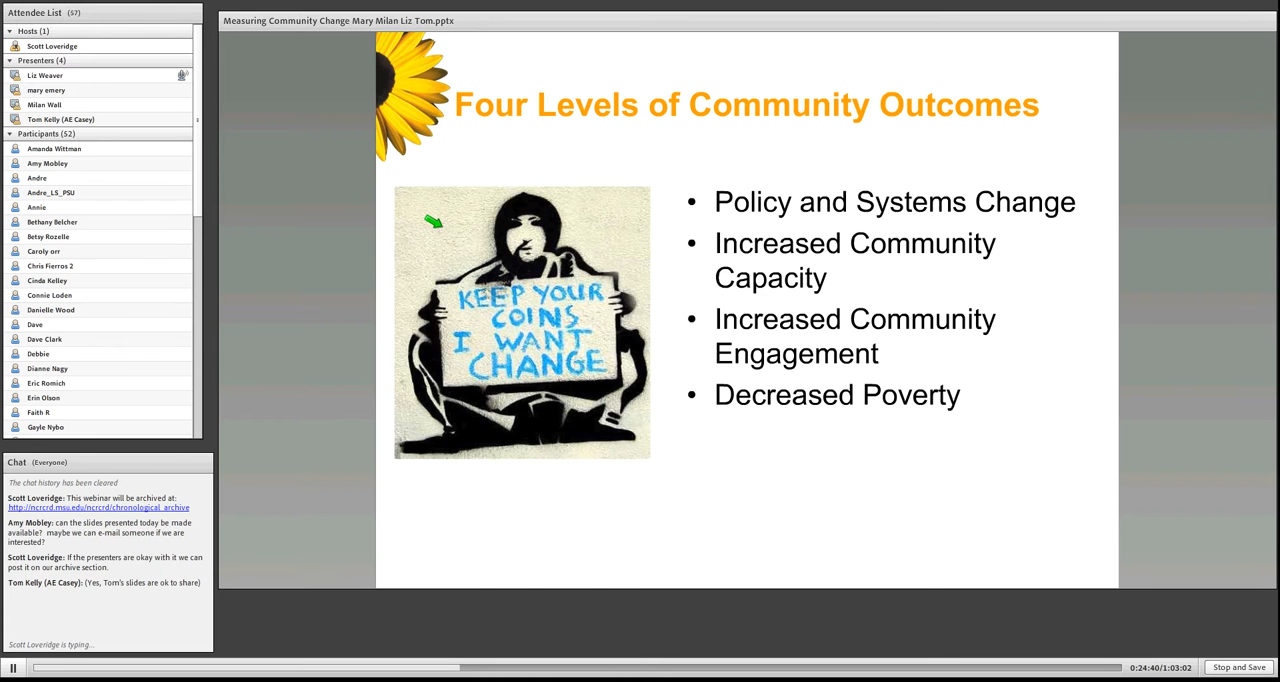 Attendee List (57)
Hosts (1)
Scott Loveridge
Presenters (4)
Liz Weaver
mary emery
Milan Wall
Tom Kelly (AE Casey)
Participants (52)
Amanda Wittman
Amy Mobley
Andre
Andre_LS_PSU
Annie
Bethany Belcher
Betsy Rozelle
Caroly orr
Chris Fierros 2
Cinda Kelley
Connie Loden
Danielle Wood
Dave
Dave Clark
Debbie
Dianne Nagy
Eric Romich
Erin Olson
Faith R
Gayle Nybo
Chat (Everyone)
The chat history has been cleared
Scott Loveridge: This webinar will be archived at:
http://ncrcrd.msu.edu/ncrcrd/chronological_archive
Amy Mobley: can the slides presented today be made
available? maybe we can e-mail someone if we are
interested?
Scott Loveridge: If the presenters are okay with it we can
post it on our archive section.
Tom Kelly (AE Casey): (Yes, Tom's slides are ok to share)
Scott Loveridge is typing...
Measuring Community Change Mary Milan Liz Tom.pptx
Four Levels of Community Outcomes
KEEP YOUR
COINS
I WANT
CHANGE
• Policy and Systems Change
• Increased Community
Capacity
• Increased Community
Engagement
• Decreased Poverty
0:24:40/1:03:02
Stop and Save